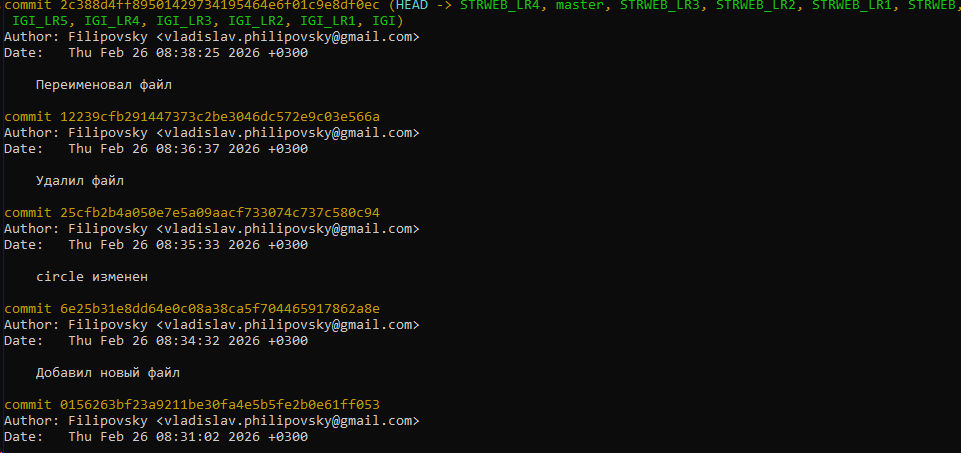 commit 2c388d4ff89501429734195464e6f01c9e8df0ec (HEAD -> STRWEB_LR4, master, STRWEB_LR3, STRWEB_LR2, STRWEB_LR1, STRWEB,
IGI_LR5, IGI_LR4, IGI_LR3, IGI_LR2, IGI_LR1, IGI)
Author: Filipovsky <vladislav.philipovsky@gmail.com>
Date:   Thu Feb 26 08:38:25 2026 +0300
Переименовал файл
commit 12239cfb291447373c2be3046dc572e9c03e566a
Author: Filipovsky <vladislav.philipovsky@gmail.com>
Date:   Thu Feb 26 08:36:37 2026 +0300
Удалил файл
commit 25cfb2b4a050e7e5a09aacf733074c737c580c94
Author: Filipovsky <vladislav.philipovsky@gmail.com>
Date:   Thu Feb 26 08:35:33 2026 +0300
circle изменен
commit 6e25b31e8dd64e0c08a38ca5f704465917862a8e
Author: Filipovsky <vladislav.philipovsky@gmail.com>
Date:   Thu Feb 26 08:34:32 2026 +0300
Добавил новый файл
commit 0156263bf23a9211be30fa4e5b5fe2b0e61ff053
Author: Filipovsky <vladislav.philipovsky@gmail.com>
Date:   Thu Feb 26 08:31:02 2026 +0300